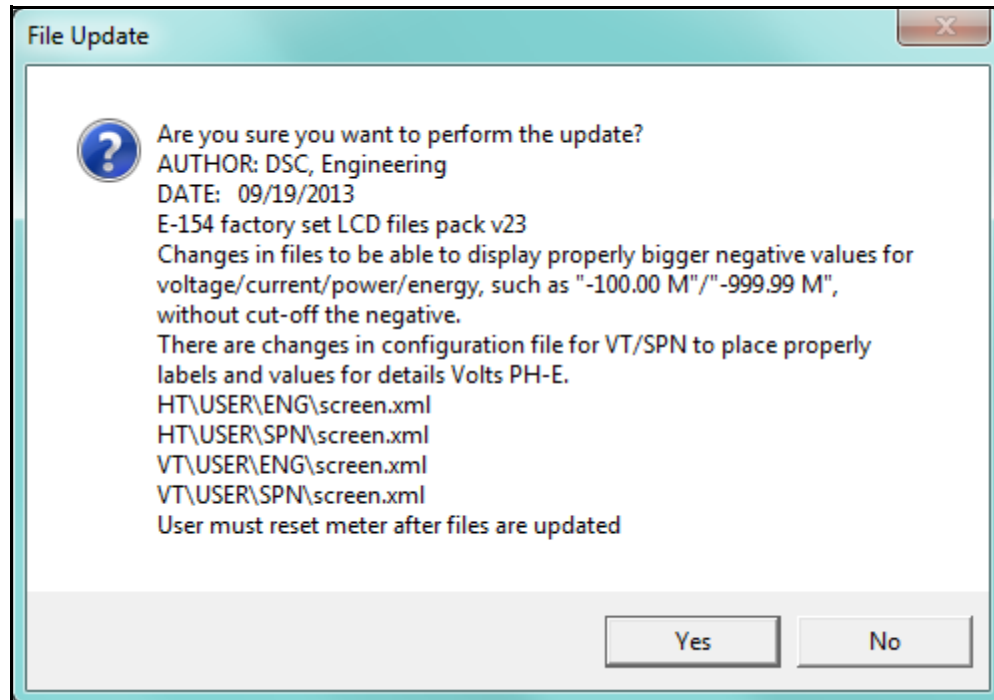 File Update
Are you sure you want to perform the update?
AUTHOR: DSC, Engineering
DATE:   09/19/2013
E-154 factory set LCD files pack v23
Changes in files to be able to display properly bigger negative values for
voltage/current/power/energy, such as "-100.00 M"/"-999.99 M",
without cut-off the negative.
There are changes in configuration file for VT/SPN to place properly
labels and values for details Volts PH-E.
HT\USER\ENG\screen.xml
HT\USER\SPN\screen.xml
VT\USER\ENG\screen.xml
VT\USER\SPN\screen.xml
User must reset meter after files are updated
Yes
No